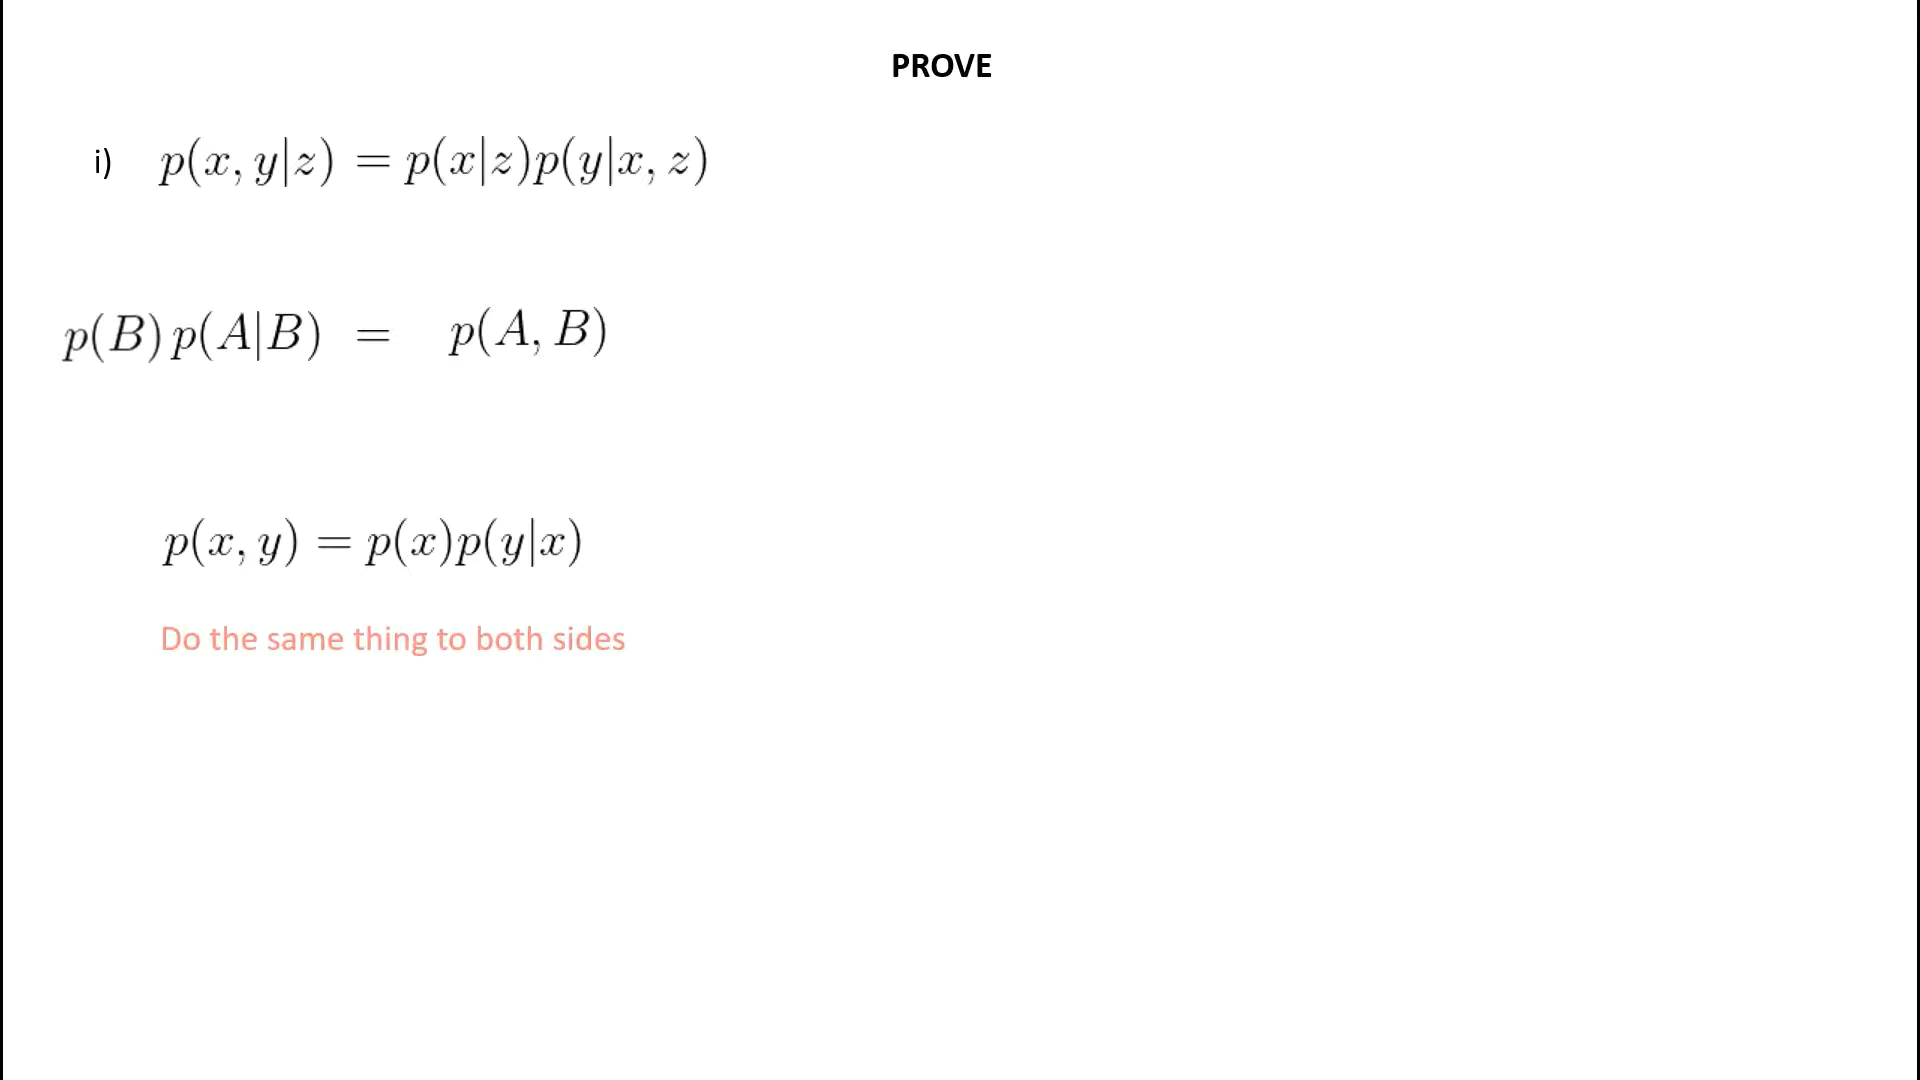 PROVE
i) p(x, y|z) = p(x|z)p(y|x, z)
p(B) p(A|B) = p(A, B)
p(x, y) = p(x)p(y|x)
Do the same thing to both sides